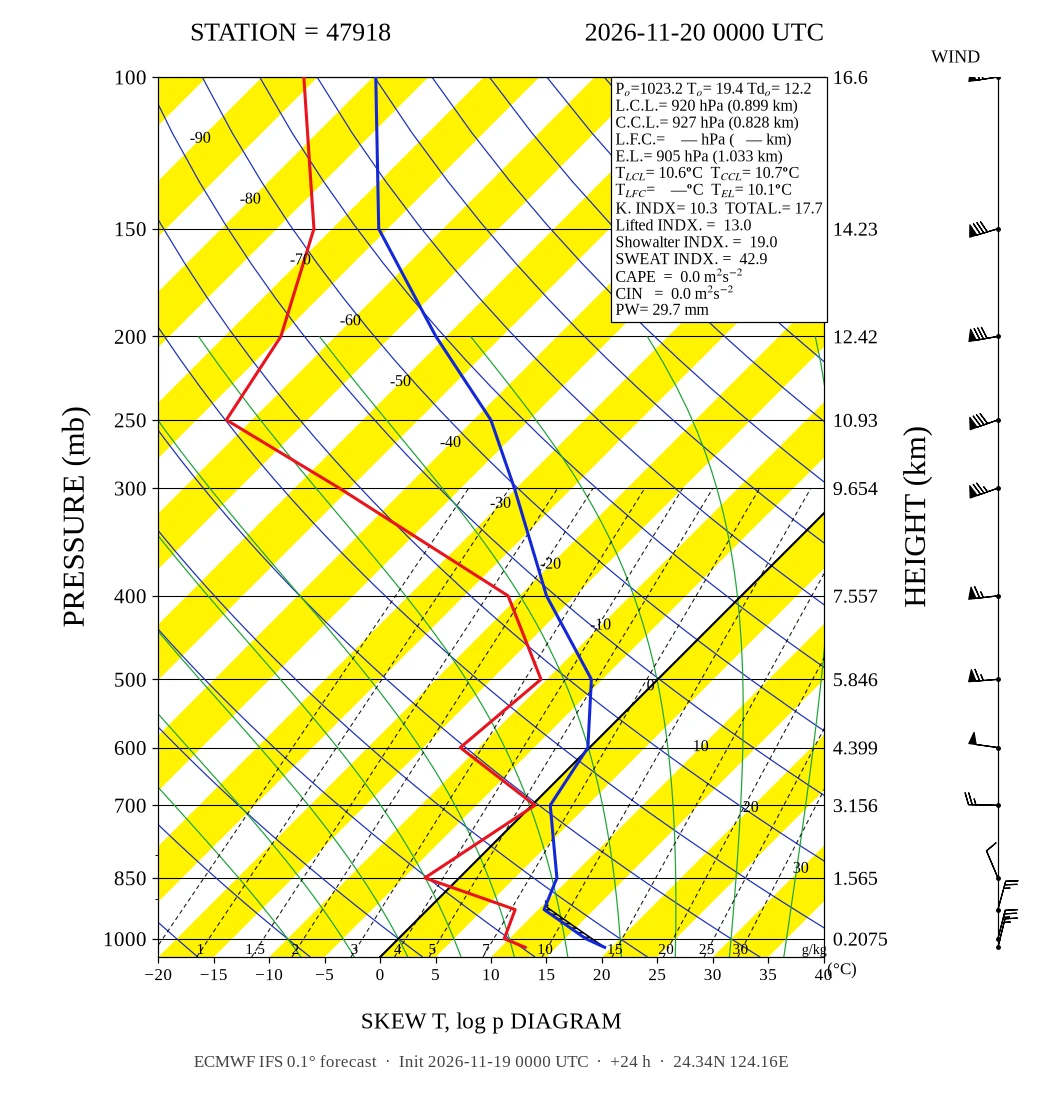 STATION = 47918
2026-11-20 0000 UTC
WIND
100
16.6
Pₒ=1023.2 Tₒ= 19.4 Tdₒ= 12.2
L.C.L.= 920 hPa (0.899 km)
C.C.L.= 927 hPa (0.828 km)
L.F.C.= — hPa ( — km)
E.L.= 905 hPa (1.033 km)
T_LCL= 10.6°C T_CCL= 10.7°C
T_LFC= —°C T_EL= 10.1°C
K. INDX= 10.3 TOTAL.= 17.7
Lifted INDX. = 13.0
Showalter INDX. = 19.0
SWEAT INDX. = 42.9
CAPE = 0.0 m²s⁻²
CIN = 0.0 m²s⁻²
PW= 29.7 mm
-90
-80
150
14.23
-70
-60
200
12.42
-50
250
10.93
-40
300
9.654
-30
PRESSURE (mb)
HEIGHT (km)
-20
400
7.557
-10
500
5.846
0
600
4.399
10
700
3.156
20
850
1.565
30
1000
0.2075
1 1.5 2 3 4 5 7 10 15 20 25 30 g/kg
−20 −15 −10 −5 0 5 10 15 20 25 30 35 40
(°C)
SKEW T, log p DIAGRAM
ECMWF IFS 0.1° forecast · Init 2026-11-19 0000 UTC · +24 h · 24.34N 124.16E